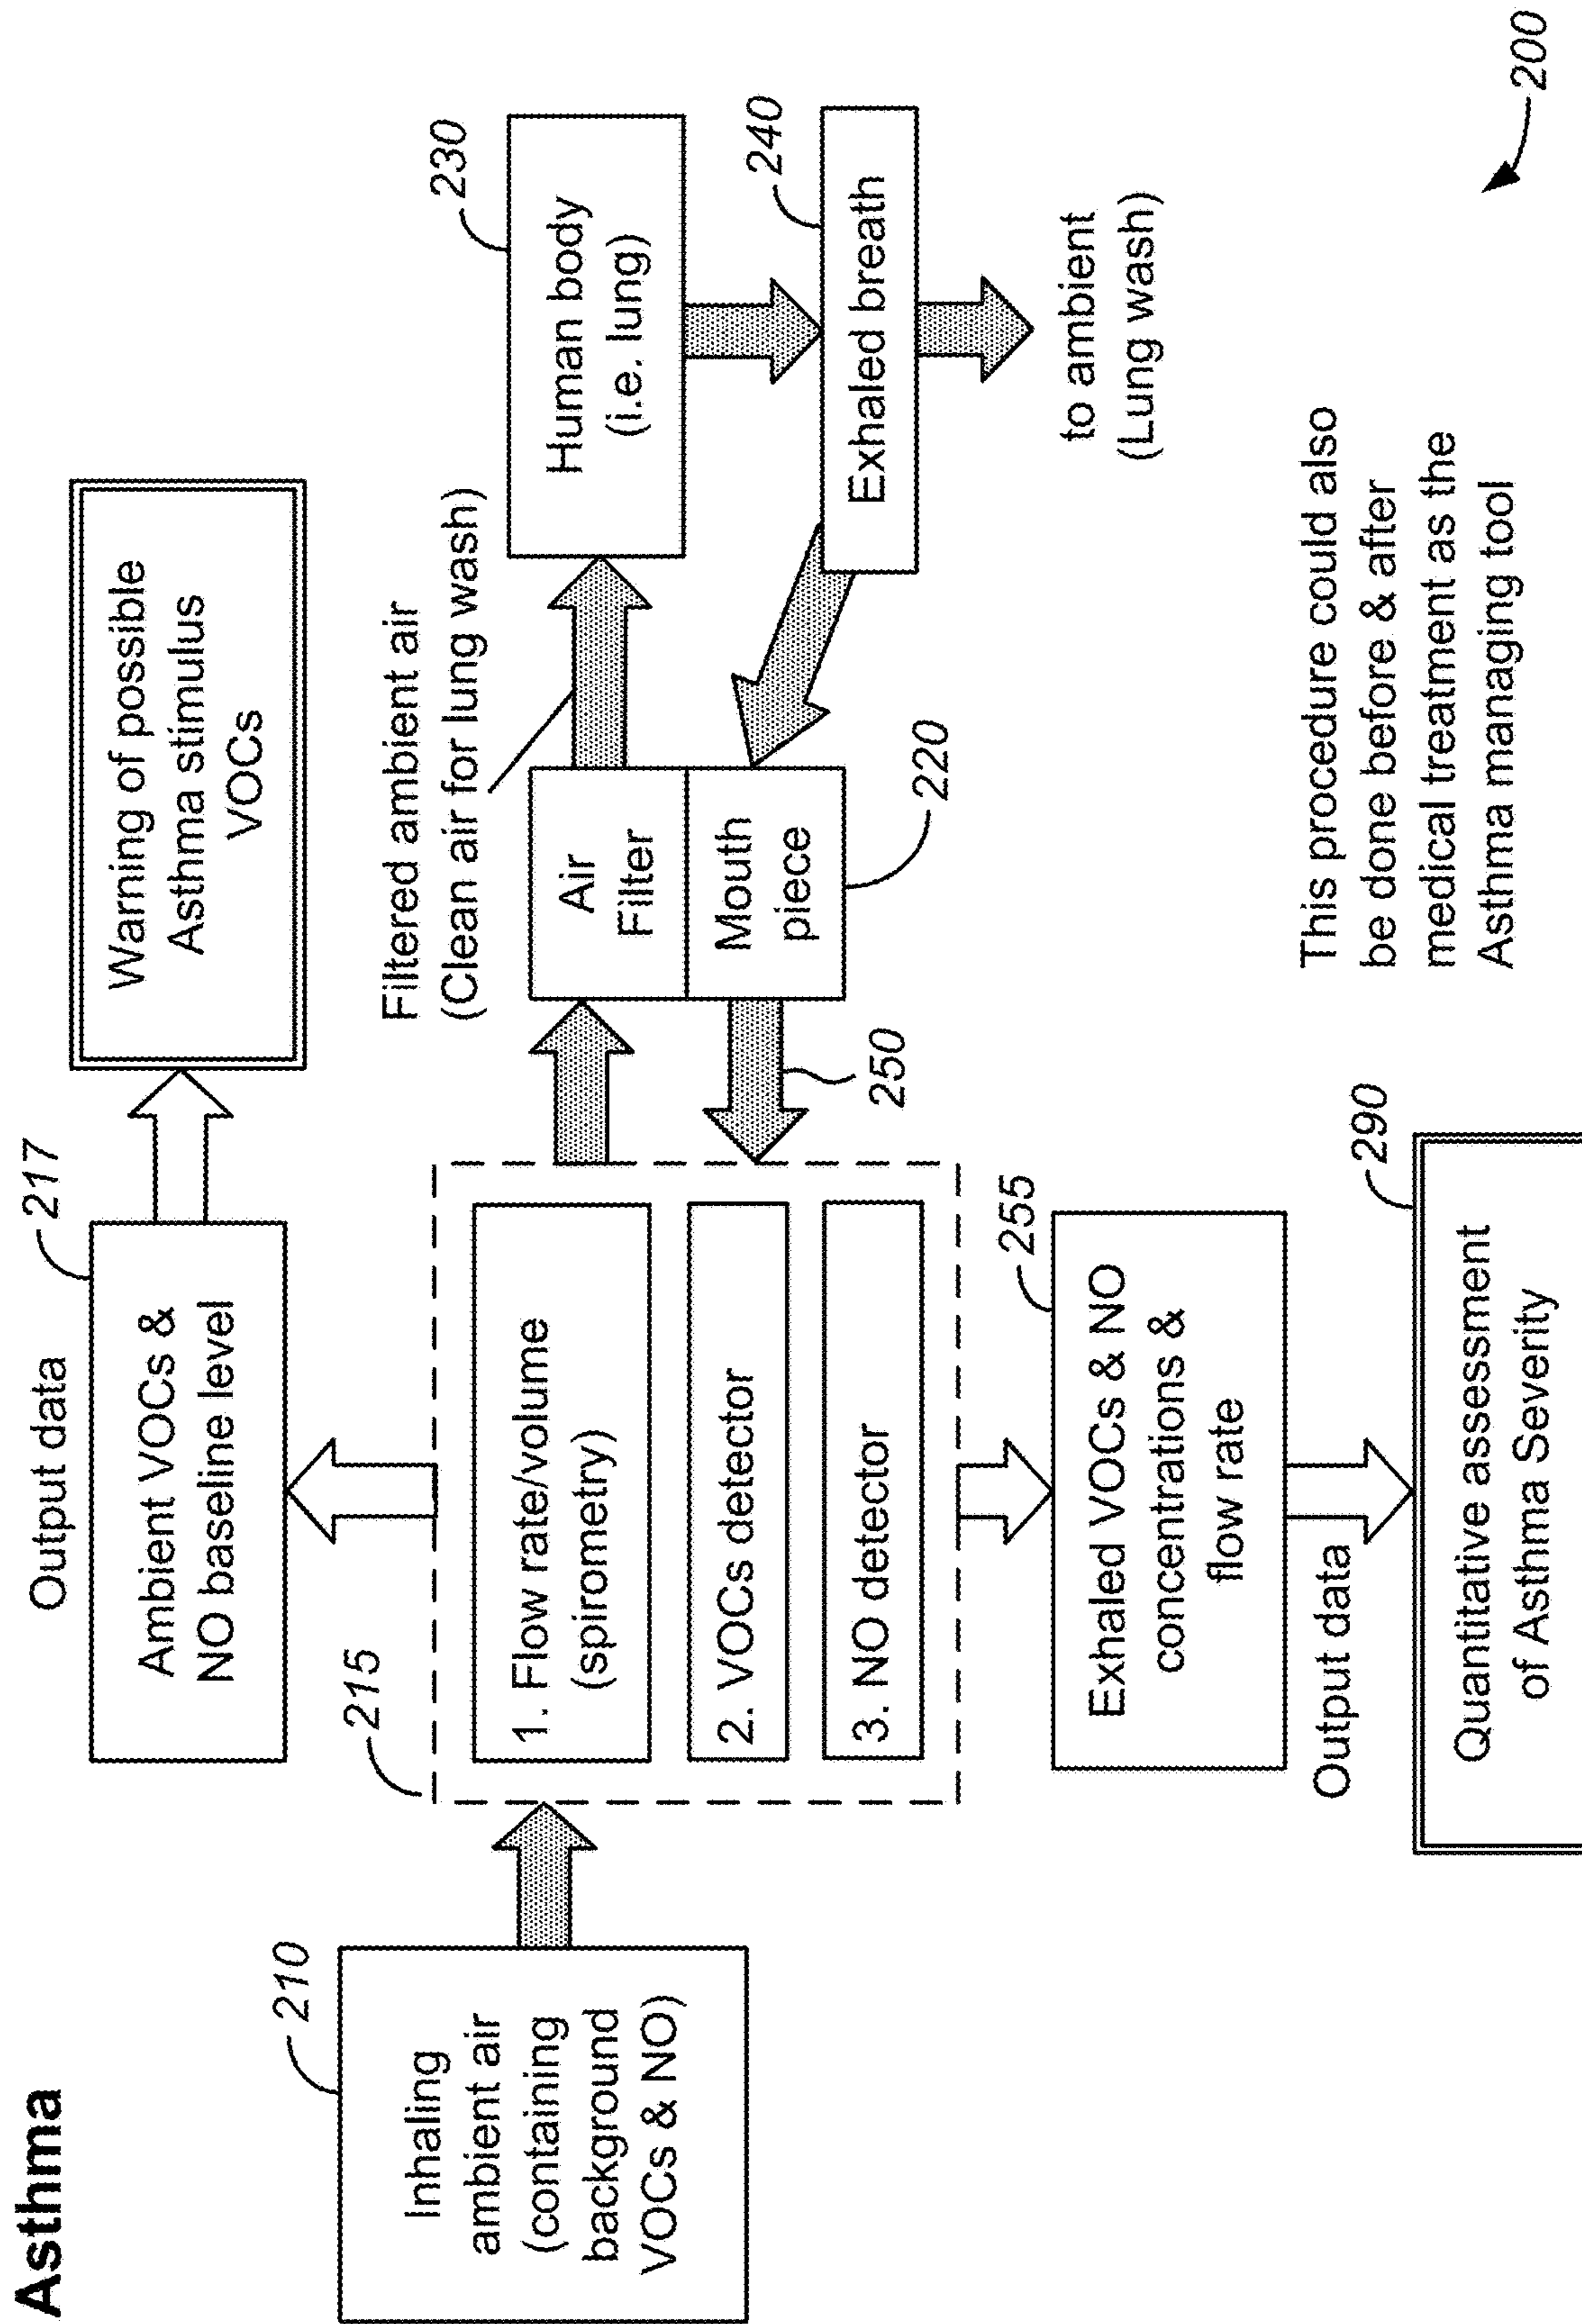 Asthma
Output data
217
Ambient VOCs &
NO baseline level
Warning of possible
Asthma stimulus
VOCs
210
Inhaling
ambient air
(containing
background
VOCs & NO)
215
1. Flow rate/volume
(spirometry)
2. VOCs detector
3. NO detector
Filtered ambient air
(Clean air for lung wash)
Air
Filter
Mouth
piece
220
250
230
Human body
(i.e. lung)
240
Exhaled breath
to ambient
(Lung wash)
255
Exhaled VOCs & NO
concentrations &
flow rate
Output data
290
Quantitative assessment
of Asthma Severity
This procedure could also
be done before & after
medical treatment as the
Asthma managing tool
200